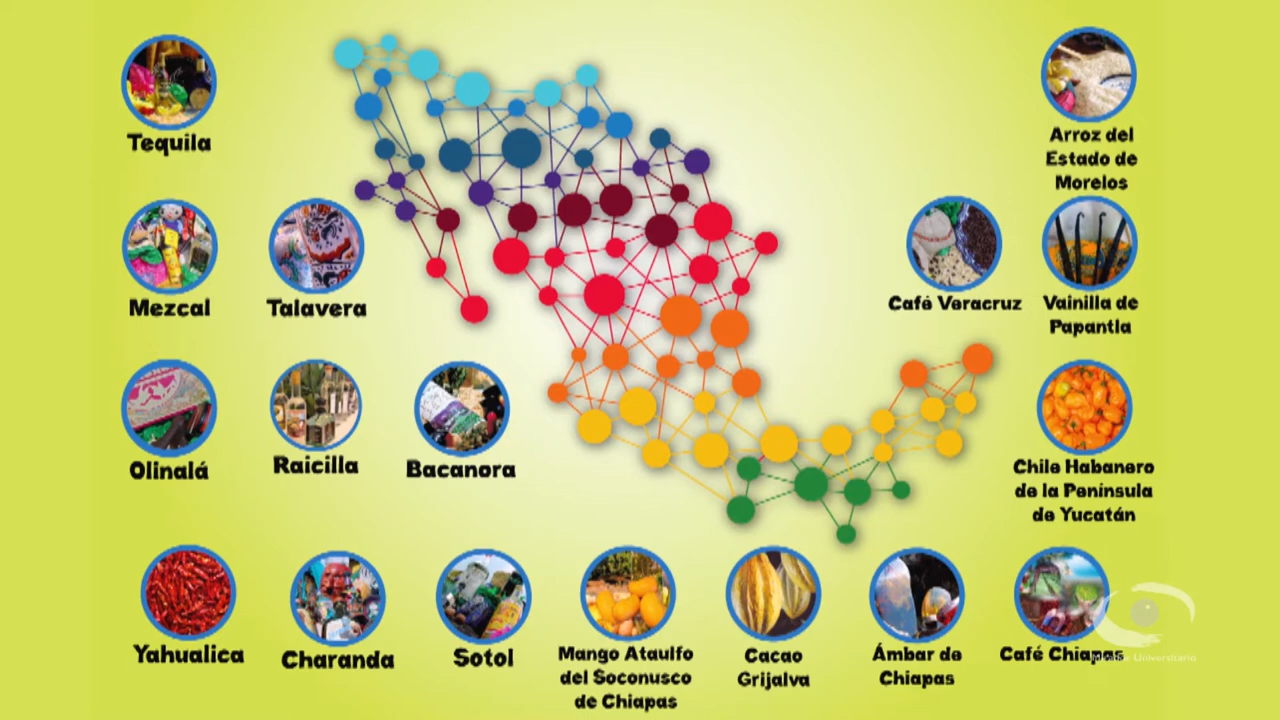 Tequila
Arroz del
Estado de
Morelos
Mezcal
Talavera
Café Veracruz
Vainilla de
Papantla
Olinalá
Raicilla
Bacanora
Chile Habanero
de la Península
de Yucatán
Yahualica
Charanda
Sotol
Mango Ataulfo
del Soconusco
de Chiapas
Cacao
Grijalva
Ámbar de
Chiapas
Café Chiapas
Universitario